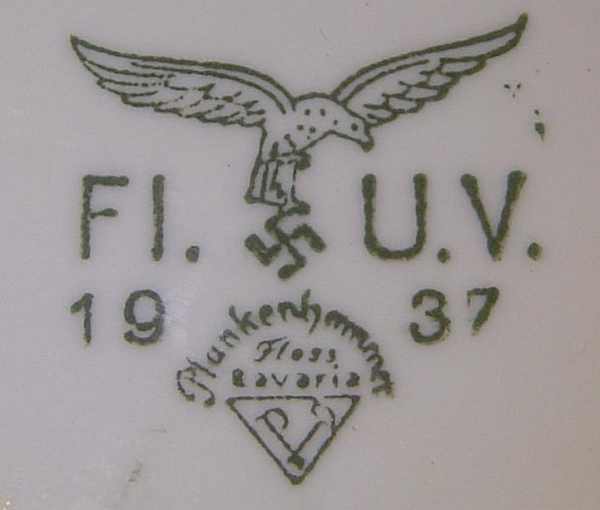 Fl. U.V.
19 37
Plankenhammer
Floss
Bavaria